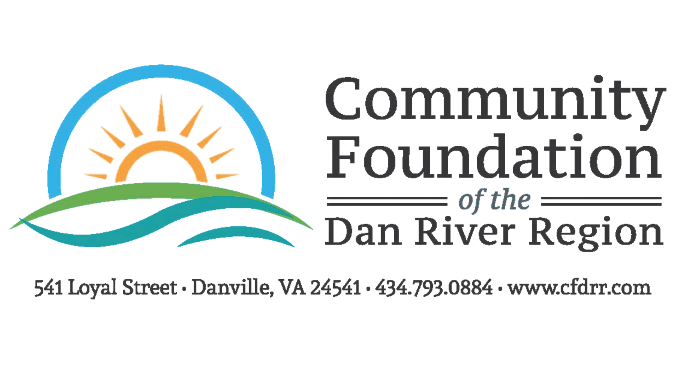 Community
Foundation
of the
Dan River Region
541 Loyal Street · Danville, VA 24541 · 434.793.0884 · www.cfdrr.com